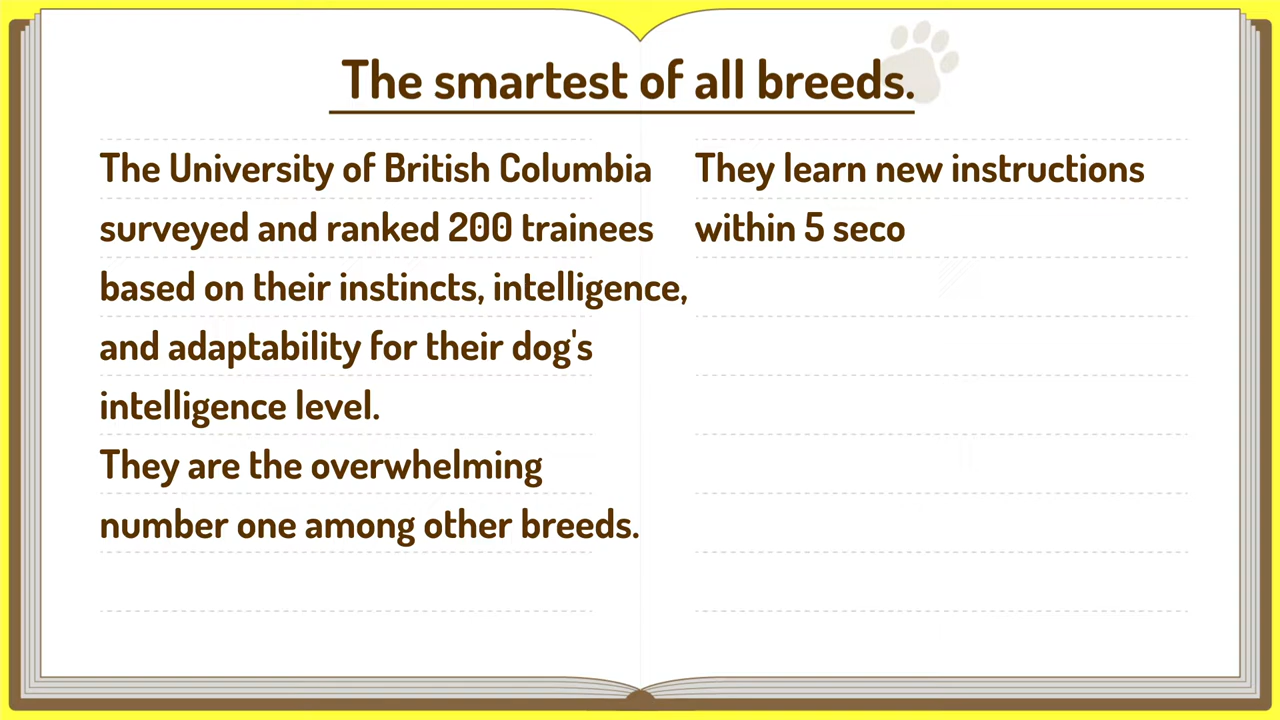 The smartest of all breeds.
The University of British Columbia
surveyed and ranked 200 trainees
based on their instincts, intelligence,
and adaptability for their dog's
intelligence level.
They are the overwhelming
number one among other breeds.
They learn new instructions
within 5 seco